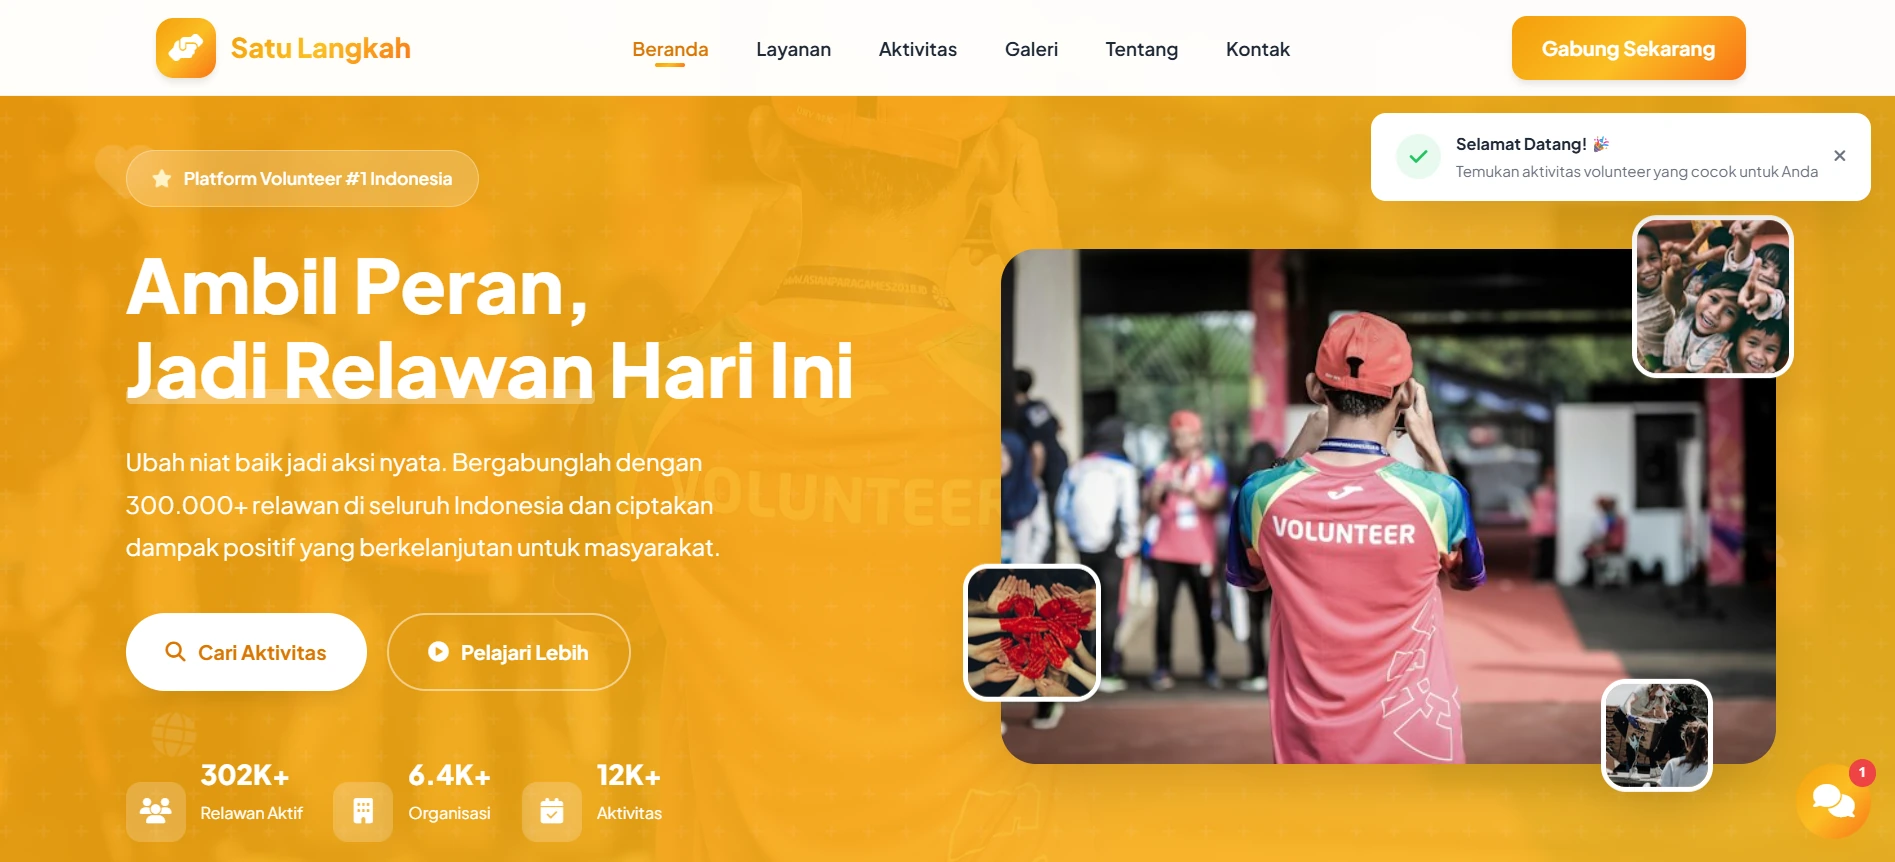 Satu Langkah
Beranda
Layanan
Aktivitas
Galeri
Tentang
Kontak
Gabung Sekarang
Selamat Datang! 🎉
Temukan aktivitas volunteer yang cocok untuk Anda
Platform Volunteer #1 Indonesia
Ambil Peran,
Jadi Relawan Hari Ini
Ubah niat baik jadi aksi nyata. Bergabunglah dengan
300.000+ relawan di seluruh Indonesia dan ciptakan
dampak positif yang berkelanjutan untuk masyarakat.
Cari Aktivitas
Pelajari Lebih
302K+
Relawan Aktif
6.4K+
Organisasi
12K+
Aktivitas
VOLUNTEER
VOLUNTEER
1